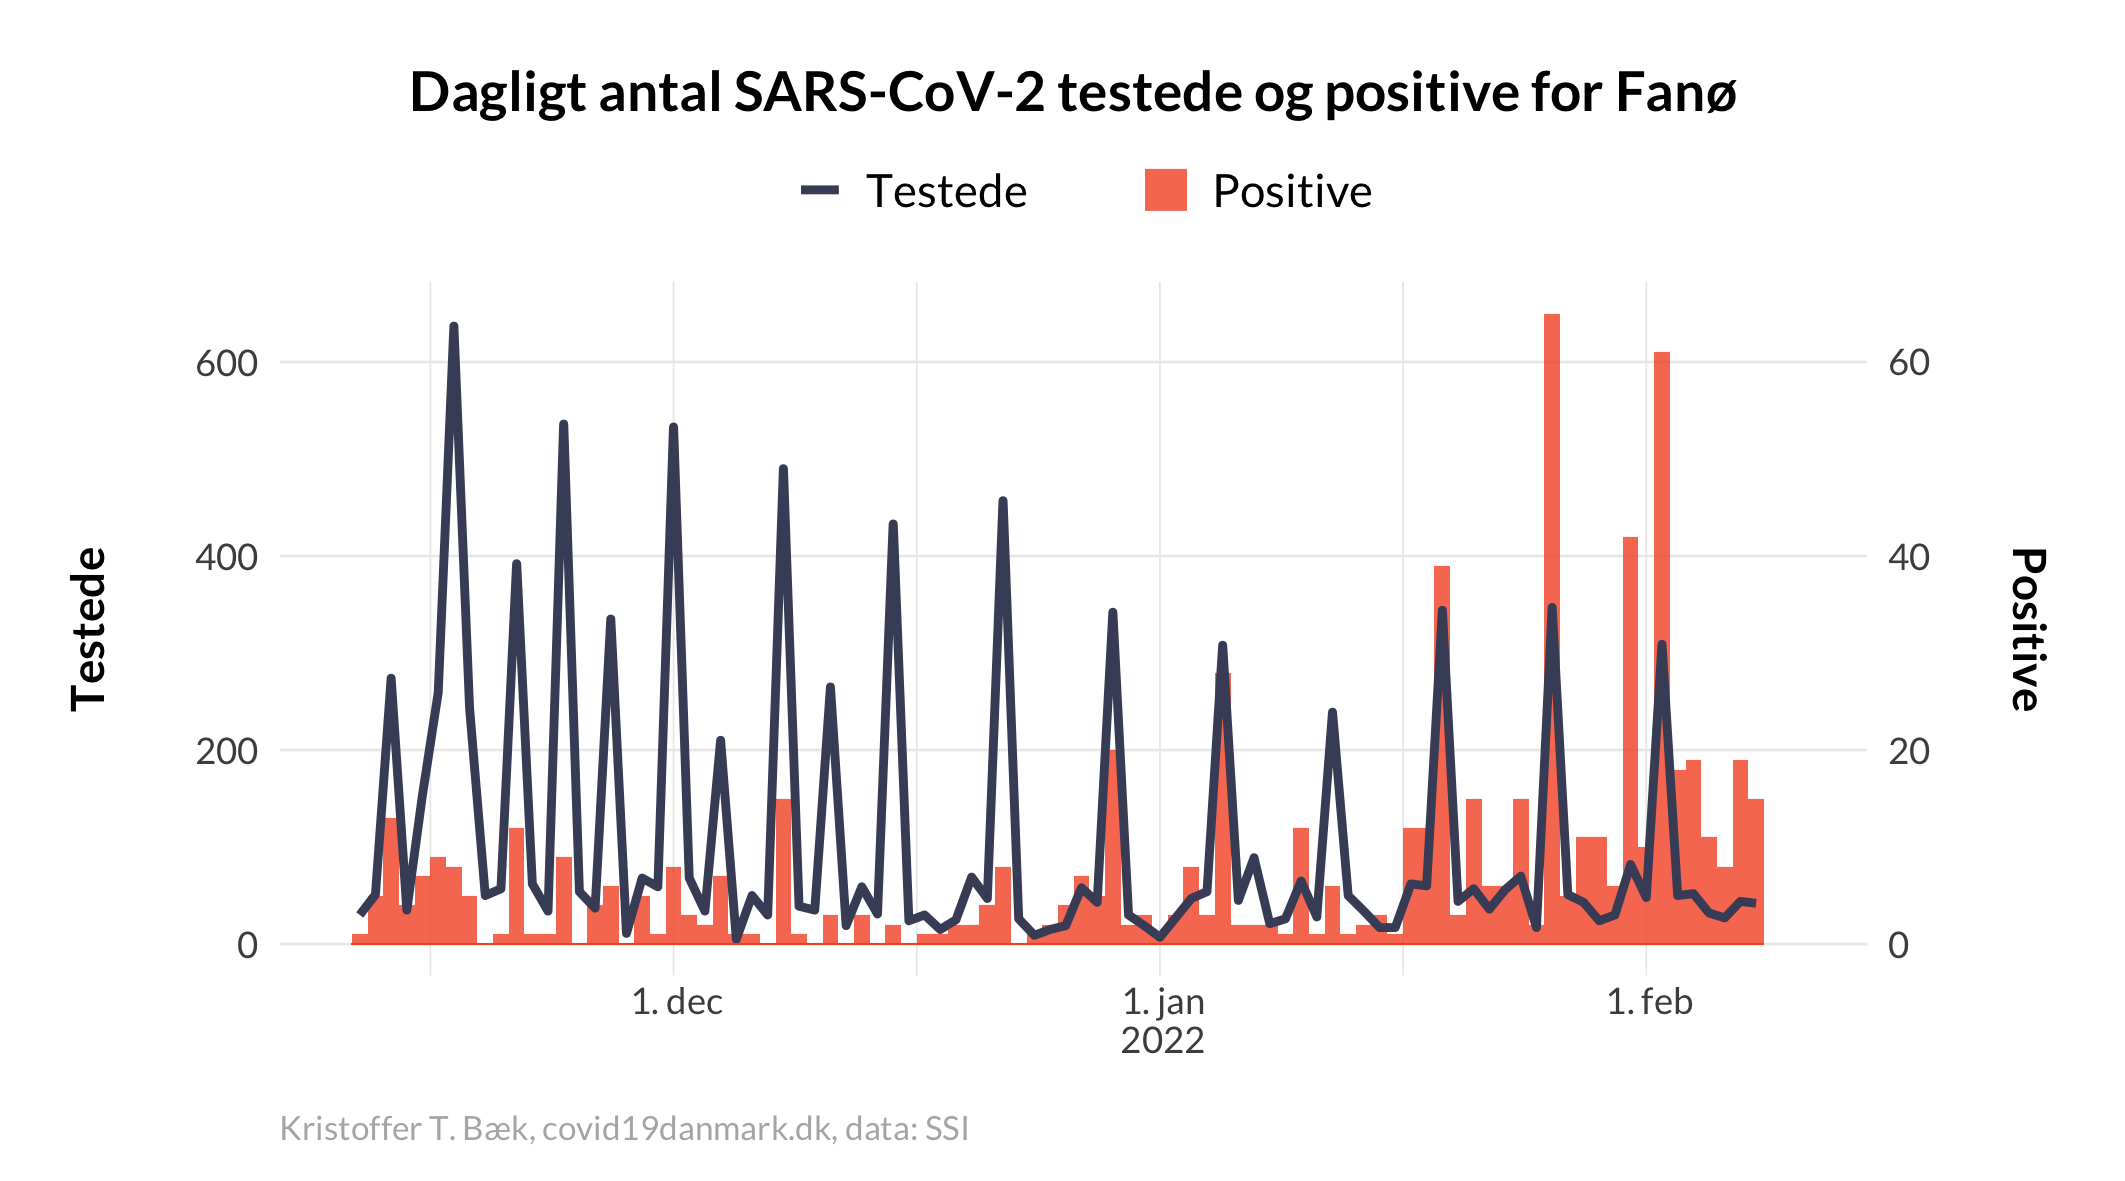 Dagligt antal SARS-CoV-2 testede og positive for Fanø
Testede
Positive
600
400
200
0
60
40
20
0
Testede
Positive
1. dec
1. jan
2022
1. feb
Kristoffer T. Bæk, covid19danmark.dk, data: SSI